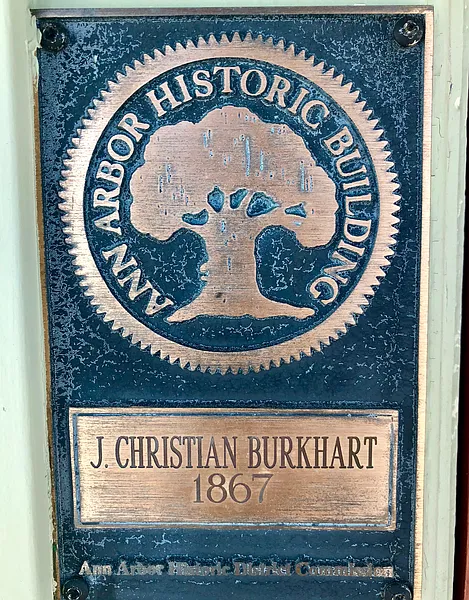 ANN ARBOR HISTORIC BUILDING
J. CHRISTIAN BURKHART
1867
Ann Arbor Historic District Commission